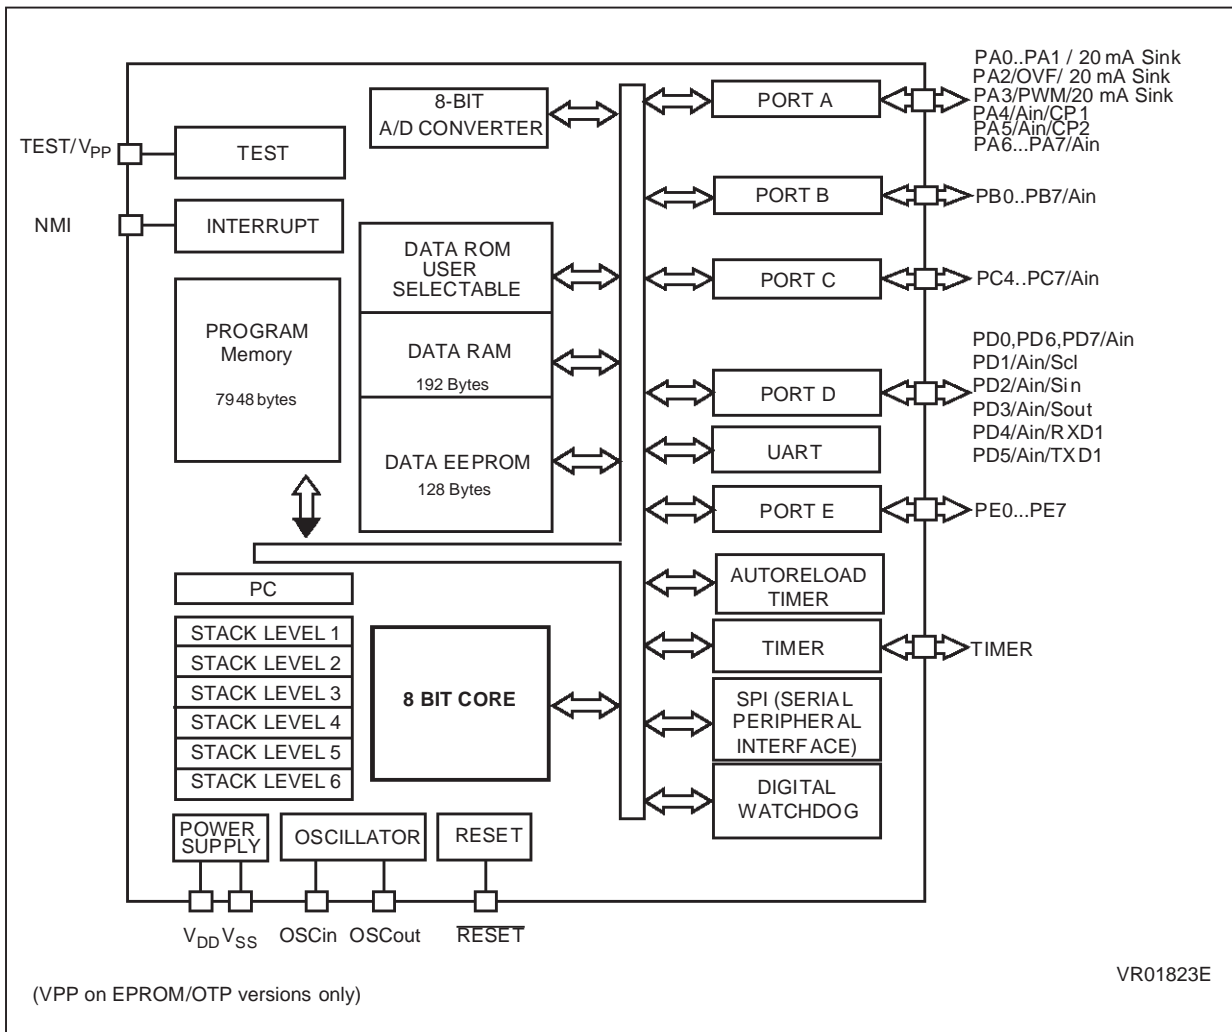 TEST/VPP
NMI
TEST
INTERRUPT
PROGRAM
Memory
7948 bytes
8-BIT
A/D CONVERTER
DATA ROM
USER
SELECTABLE
DATA RAM
192 Bytes
DATA EEPROM
128 Bytes
PC
STACK LEVEL 1
STACK LEVEL 2
STACK LEVEL 3
STACK LEVEL 4
STACK LEVEL 5
STACK LEVEL 6
8 BIT CORE
POWER
SUPPLY
OSCILLATOR
RESET
VDD VSS OSCin OSCout RESET
PORT A
PORT B
PORT C
PORT D
UART
PORT E
AUTORELOAD
TIMER
TIMER
SPI (SERIAL
PERIPHERAL
INTERFACE)
DIGITAL
WATCHDOG
PA0..PA1 / 20 mA Sink
PA2/OVF/ 20 mA Sink
PA3/PWM/20 mA Sink
PA4/Ain/CP1
PA5/Ain/CP2
PA6...PA7/Ain
PB0..PB7/Ain
PC4..PC7/Ain
PD0,PD6,PD7/Ain
PD1/Ain/Scl
PD2/Ain/Sin
PD3/Ain/Sout
PD4/Ain/RXD1
PD5/Ain/TXD1
PE0...PE7
TIMER
(VPP on EPROM/OTP versions only)
VR01823E